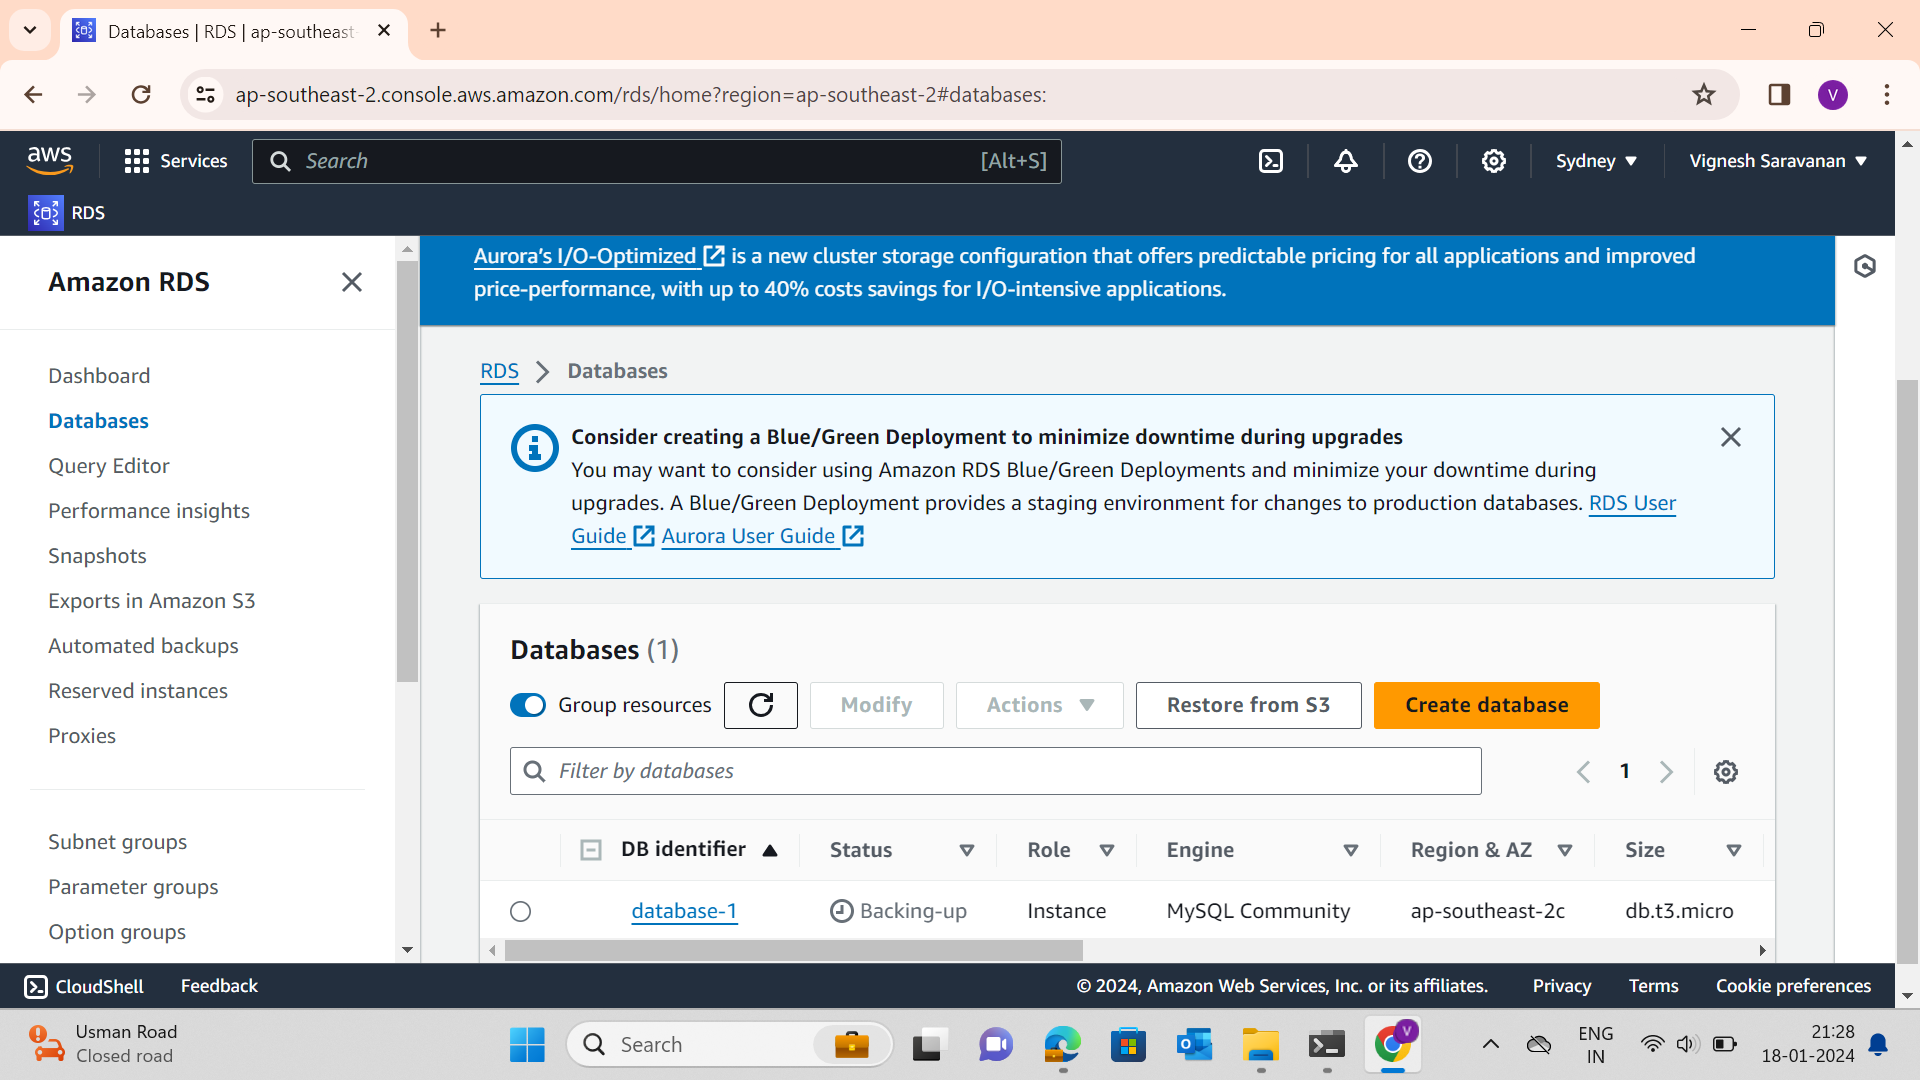 Databases | RDS | ap-southeast-
ap-southeast-2.console.aws.amazon.com/rds/home?region=ap-southeast-2#databases:
V
aws
Services
Search
[Alt+S]
Sydney
Vignesh Saravanan
RDS
Amazon RDS
Dashboard
Databases
Query Editor
Performance insights
Snapshots
Exports in Amazon S3
Automated backups
Reserved instances
Proxies
Subnet groups
Parameter groups
Option groups
Aurora's I/O-Optimized is a new cluster storage configuration that offers predictable pricing for all applications and improved
price-performance, with up to 40% costs savings for I/O-intensive applications.
RDS
Databases
Consider creating a Blue/Green Deployment to minimize downtime during upgrades
You may want to consider using Amazon RDS Blue/Green Deployments and minimize your downtime during
upgrades. A Blue/Green Deployment provides a staging environment for changes to production databases. RDS User
Guide Aurora User Guide
Databases (1)
Group resources
Modify
Actions
Restore from S3
Create database
Filter by databases
1
DB identifier Status Role Engine Region & AZ Size
database-1 Backing-up Instance MySQL Community ap-southeast-2c db.t3.micro
CloudShell
Feedback
© 2024, Amazon Web Services, Inc. or its affiliates.
Privacy
Terms
Cookie preferences
Usman Road
Closed road
Search
V
ENG
IN
21:28
18-01-2024